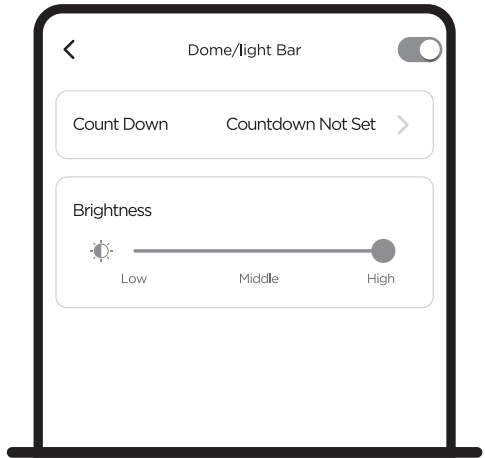 Dome/light Bar
Count Down Countdown Not Set
Brightness
Low Middle High